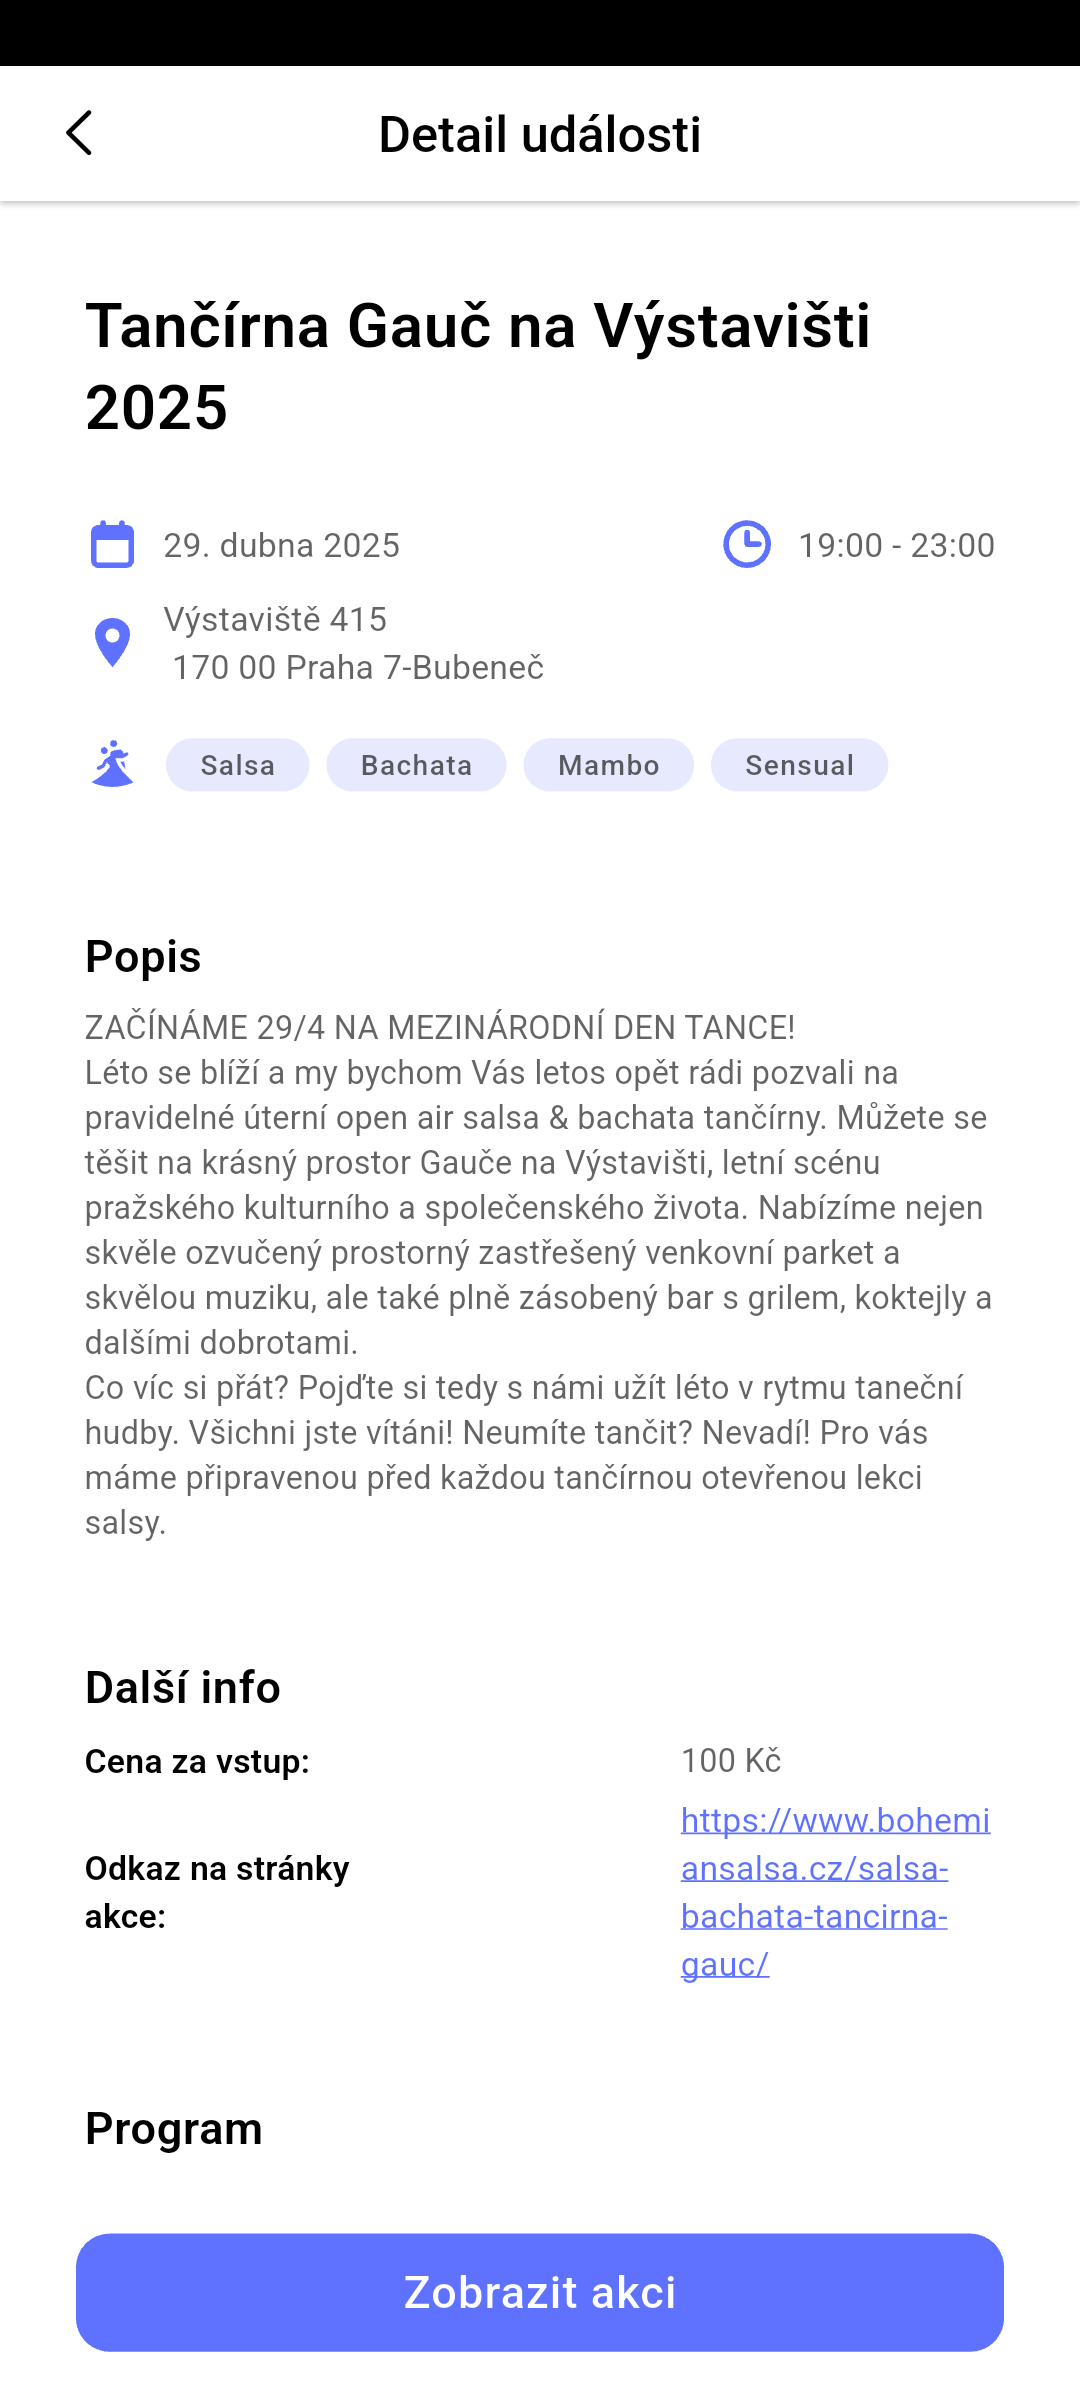 Detail události
Tančírna Gauč na Výstavišti
2025
29. dubna 2025
19:00 - 23:00
Výstaviště 415
170 00 Praha 7-Bubeneč
Salsa Bachata Mambo Sensual
Popis
ZAČÍNÁME 29/4 NA MEZINÁRODNÍ DEN TANCE!
Léto se blíží a my bychom Vás letos opět rádi pozvali na
pravidelné úterní open air salsa & bachata tančírny. Můžete se
těšit na krásný prostor Gauče na Výstavišti, letní scénu
pražského kulturního a společenského života. Nabízíme nejen
skvěle ozvučený prostorný zastřešený venkovní parket a
skvělou muziku, ale také plně zásobený bar s grilem, koktejly a
dalšími dobrotami.
Co víc si přát? Pojďte si tedy s námi užít léto v rytmu taneční
hudby. Všichni jste vítáni! Neumíte tančit? Nevadí! Pro vás
máme připravenou před každou tančírnou otevřenou lekci
salsy.
Další info
Cena za vstup:
100 Kč
Odkaz na stránky
akce:
https://www.bohemi
ansalsa.cz/salsa-
bachata-tancirna-
gauc/
Program
Zobrazit akci